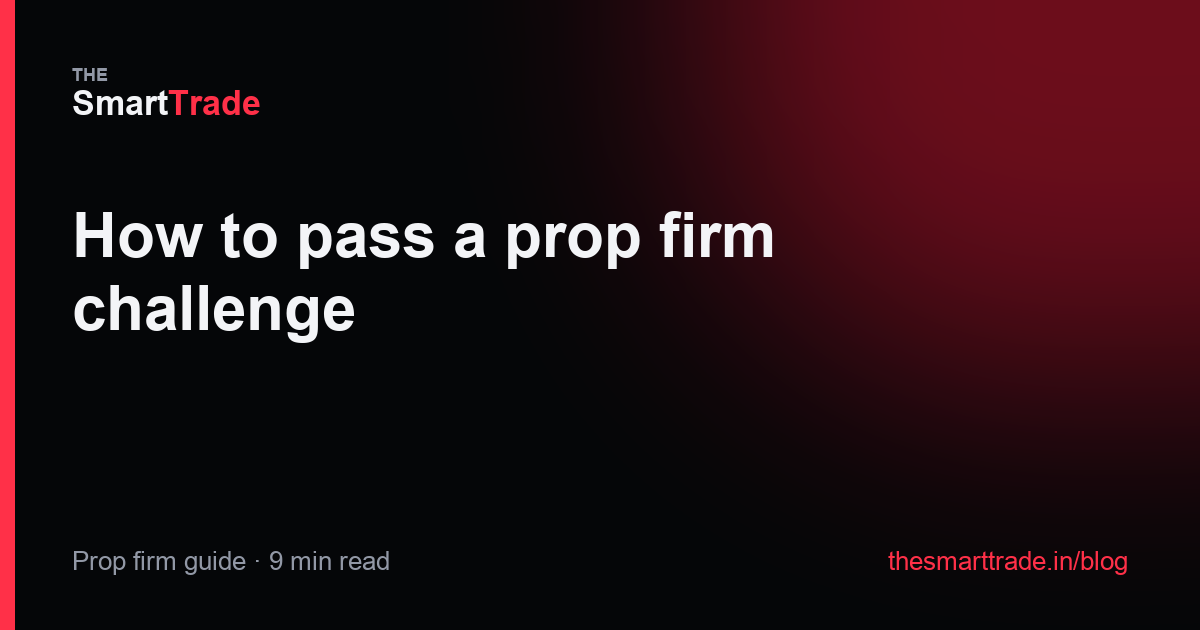 THE
SmartTrade
How to pass a prop firm
challenge
Prop firm guide · 9 min read
thesmarttrade.in/blog